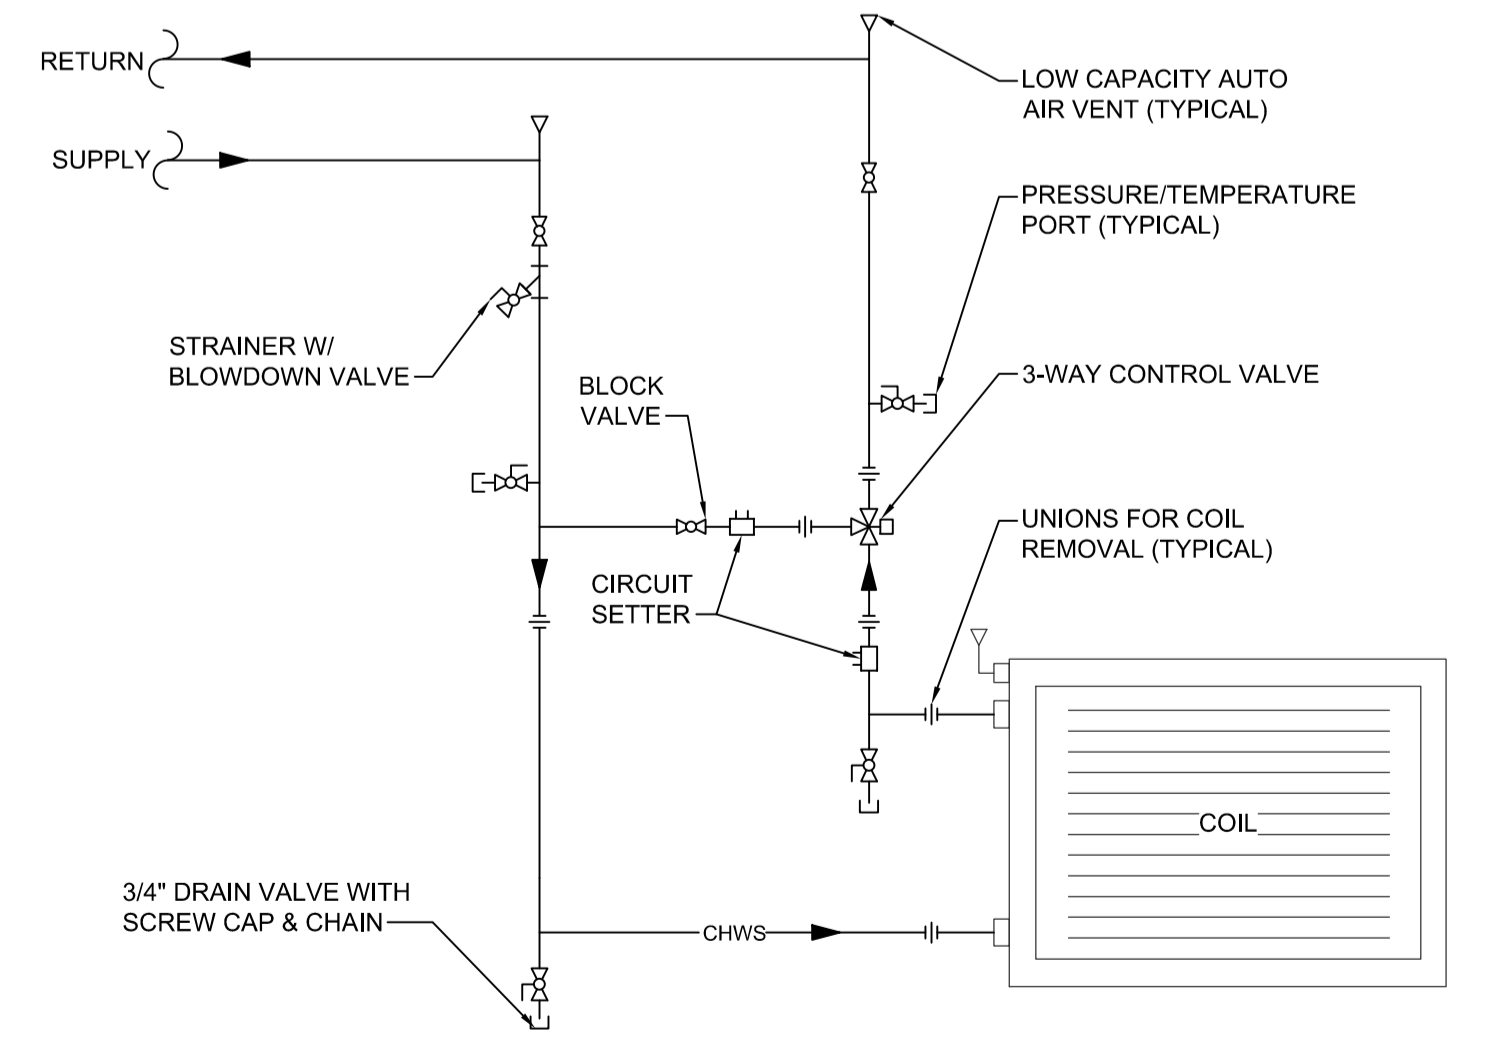 RETURN
LOW CAPACITY AUTO
AIR VENT (TYPICAL)
SUPPLY
PRESSURE/TEMPERATURE
PORT (TYPICAL)
STRAINER W/
BLOWDOWN VALVE
BLOCK
VALVE
3-WAY CONTROL VALVE
UNIONS FOR COIL
REMOVAL (TYPICAL)
CIRCUIT
SETTER
COIL
3/4" DRAIN VALVE WITH
SCREW CAP & CHAIN
CHWS